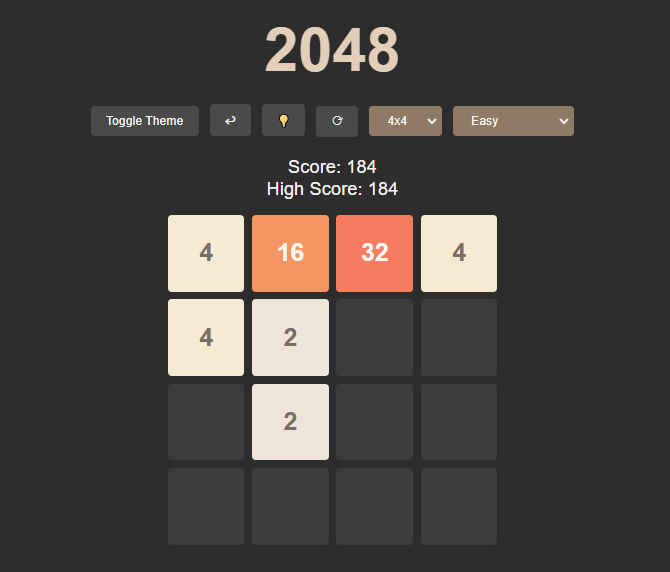 2048
Toggle Theme 4x4 Easy
Score: 184
High Score: 184
4 16 32 4
4 2
2